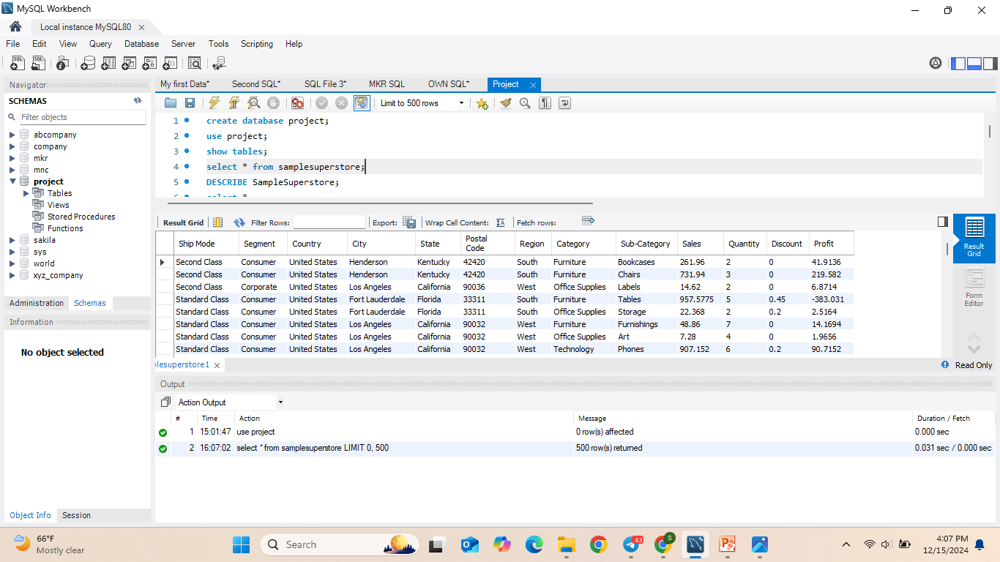 MySQL Workbench
Local instance MySQL80
File Edit View Query Database Server Tools Scripting Help
Navigator
SCHEMAS
Filter objects
abcompany
company
mkr
mnc
project
Tables
Views
Stored Procedures
Functions
sakila
sys
world
xyz_company
Administration Schemas
Information
No object selected
Object Info Session
My first Data* Second SQL* SQL File 3* MKR SQL OWN SQL* Project
Limit to 500 rows
1 create database project;
2 use project;
3 show tables;
4 select * from samplesuperstore;
5 DESCRIBE SampleSuperstore;
6 select *
Result Grid Filter Rows: Export: Wrap Cell Content: Fetch rows:
Ship Mode Segment Country City State Postal Code Region Category Sub-Category Sales Quantity Discount Profit
Second Class Consumer United States Henderson Kentucky 42420 South Furniture Bookcases 261.96 2 0 41.9136
Second Class Consumer United States Henderson Kentucky 42420 South Furniture Chairs 731.94 3 0 219.582
Second Class Corporate United States Los Angeles California 90036 West Office Supplies Labels 14.62 2 0 6.8714
Standard Class Consumer United States Fort Lauderdale Florida 33311 South Furniture Tables 957.5775 5 0.45 -383.031
Standard Class Consumer United States Fort Lauderdale Florida 33311 South Office Supplies Storage 22.368 2 0.2 2.5164
Standard Class Consumer United States Los Angeles California 90032 West Furniture Furnishings 48.86 7 0 14.1694
Standard Class Consumer United States Los Angeles California 90032 West Office Supplies Art 7.28 4 0 1.9656
Standard Class Consumer United States Los Angeles California 90032 West Technology Phones 907.152 6 0.2 90.7152
Result Grid
Form Editor
lesuperstore1
Read Only
Output
Action Output
# Time Action Message Duration / Fetch
1 15:01:47 use project 0 row(s) affected 0.000 sec
2 16:07:02 select * from samplesuperstore LIMIT 0, 500 500 row(s) returned 0.031 sec / 0.000 sec
66°F
Mostly clear
Search
63
S
4:07 PM
12/15/2024